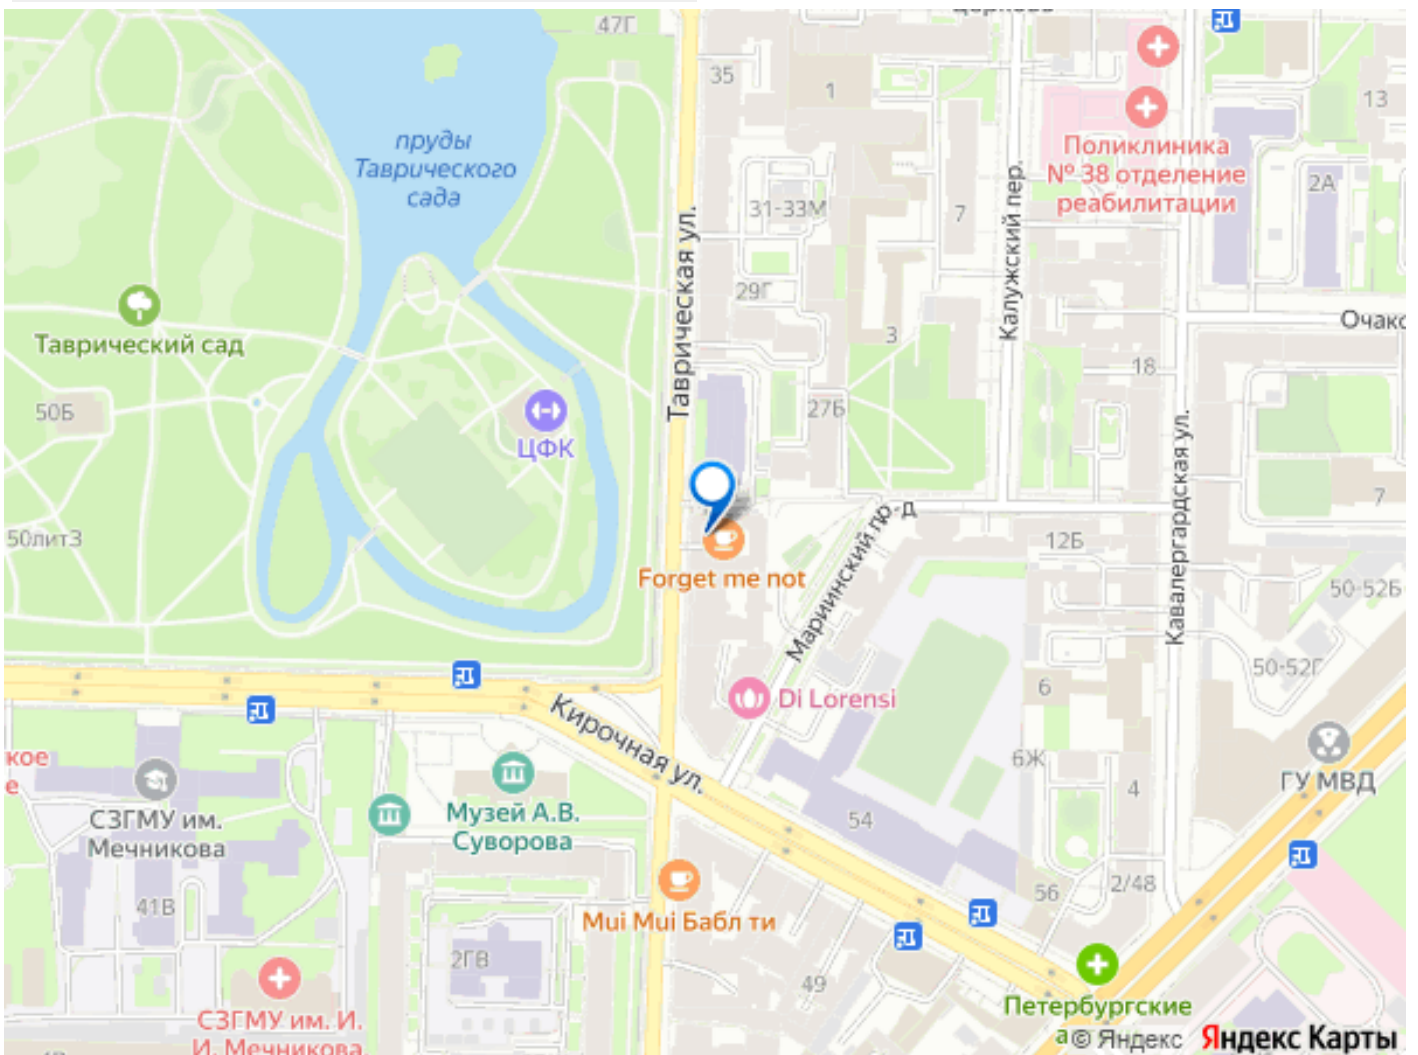 47Г
35
1
13
пруды
Таврического
сада
Поликлиника
№ 38 отделение
реабилитации
2А
31-33М
7
Таврическая ул.
Калужский пер.
29Г
3
Очако
Таврический сад
18
50Б
27Б
ЦФК
Кавалергардская ул.
7
Мариинский пр-д
50лит3
12Б
Forget me not
50-52Б
50-52Г
6
Di Lorensi
Кирочная ул.
кое
е
6Ж
ГУ МВД
4
СЗГМУ им.
Мечникова
Музей А.В.
Суворова
54
2/48
56
41В
Mui Mui Бабл ти
2ГВ
49
Петербургские
а
СЗГМУ им. И.
И. Мечникова.
© Яндекс Яндекс Карты